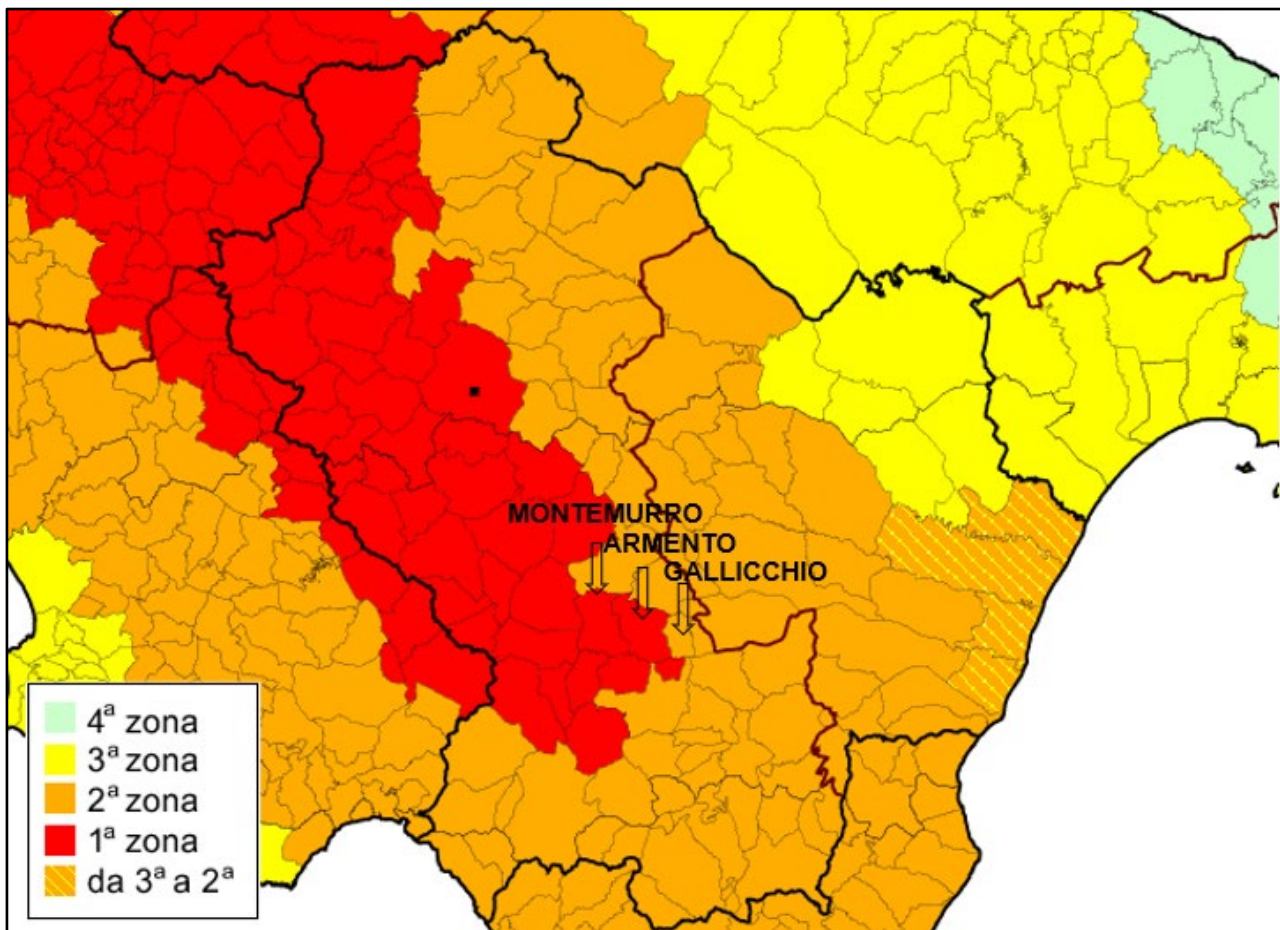 MONTEMURRO
ARMENTO
GALLICCHIO
4ª zona
3ª zona
2ª zona
1ª zona
da 3ª a 2ª